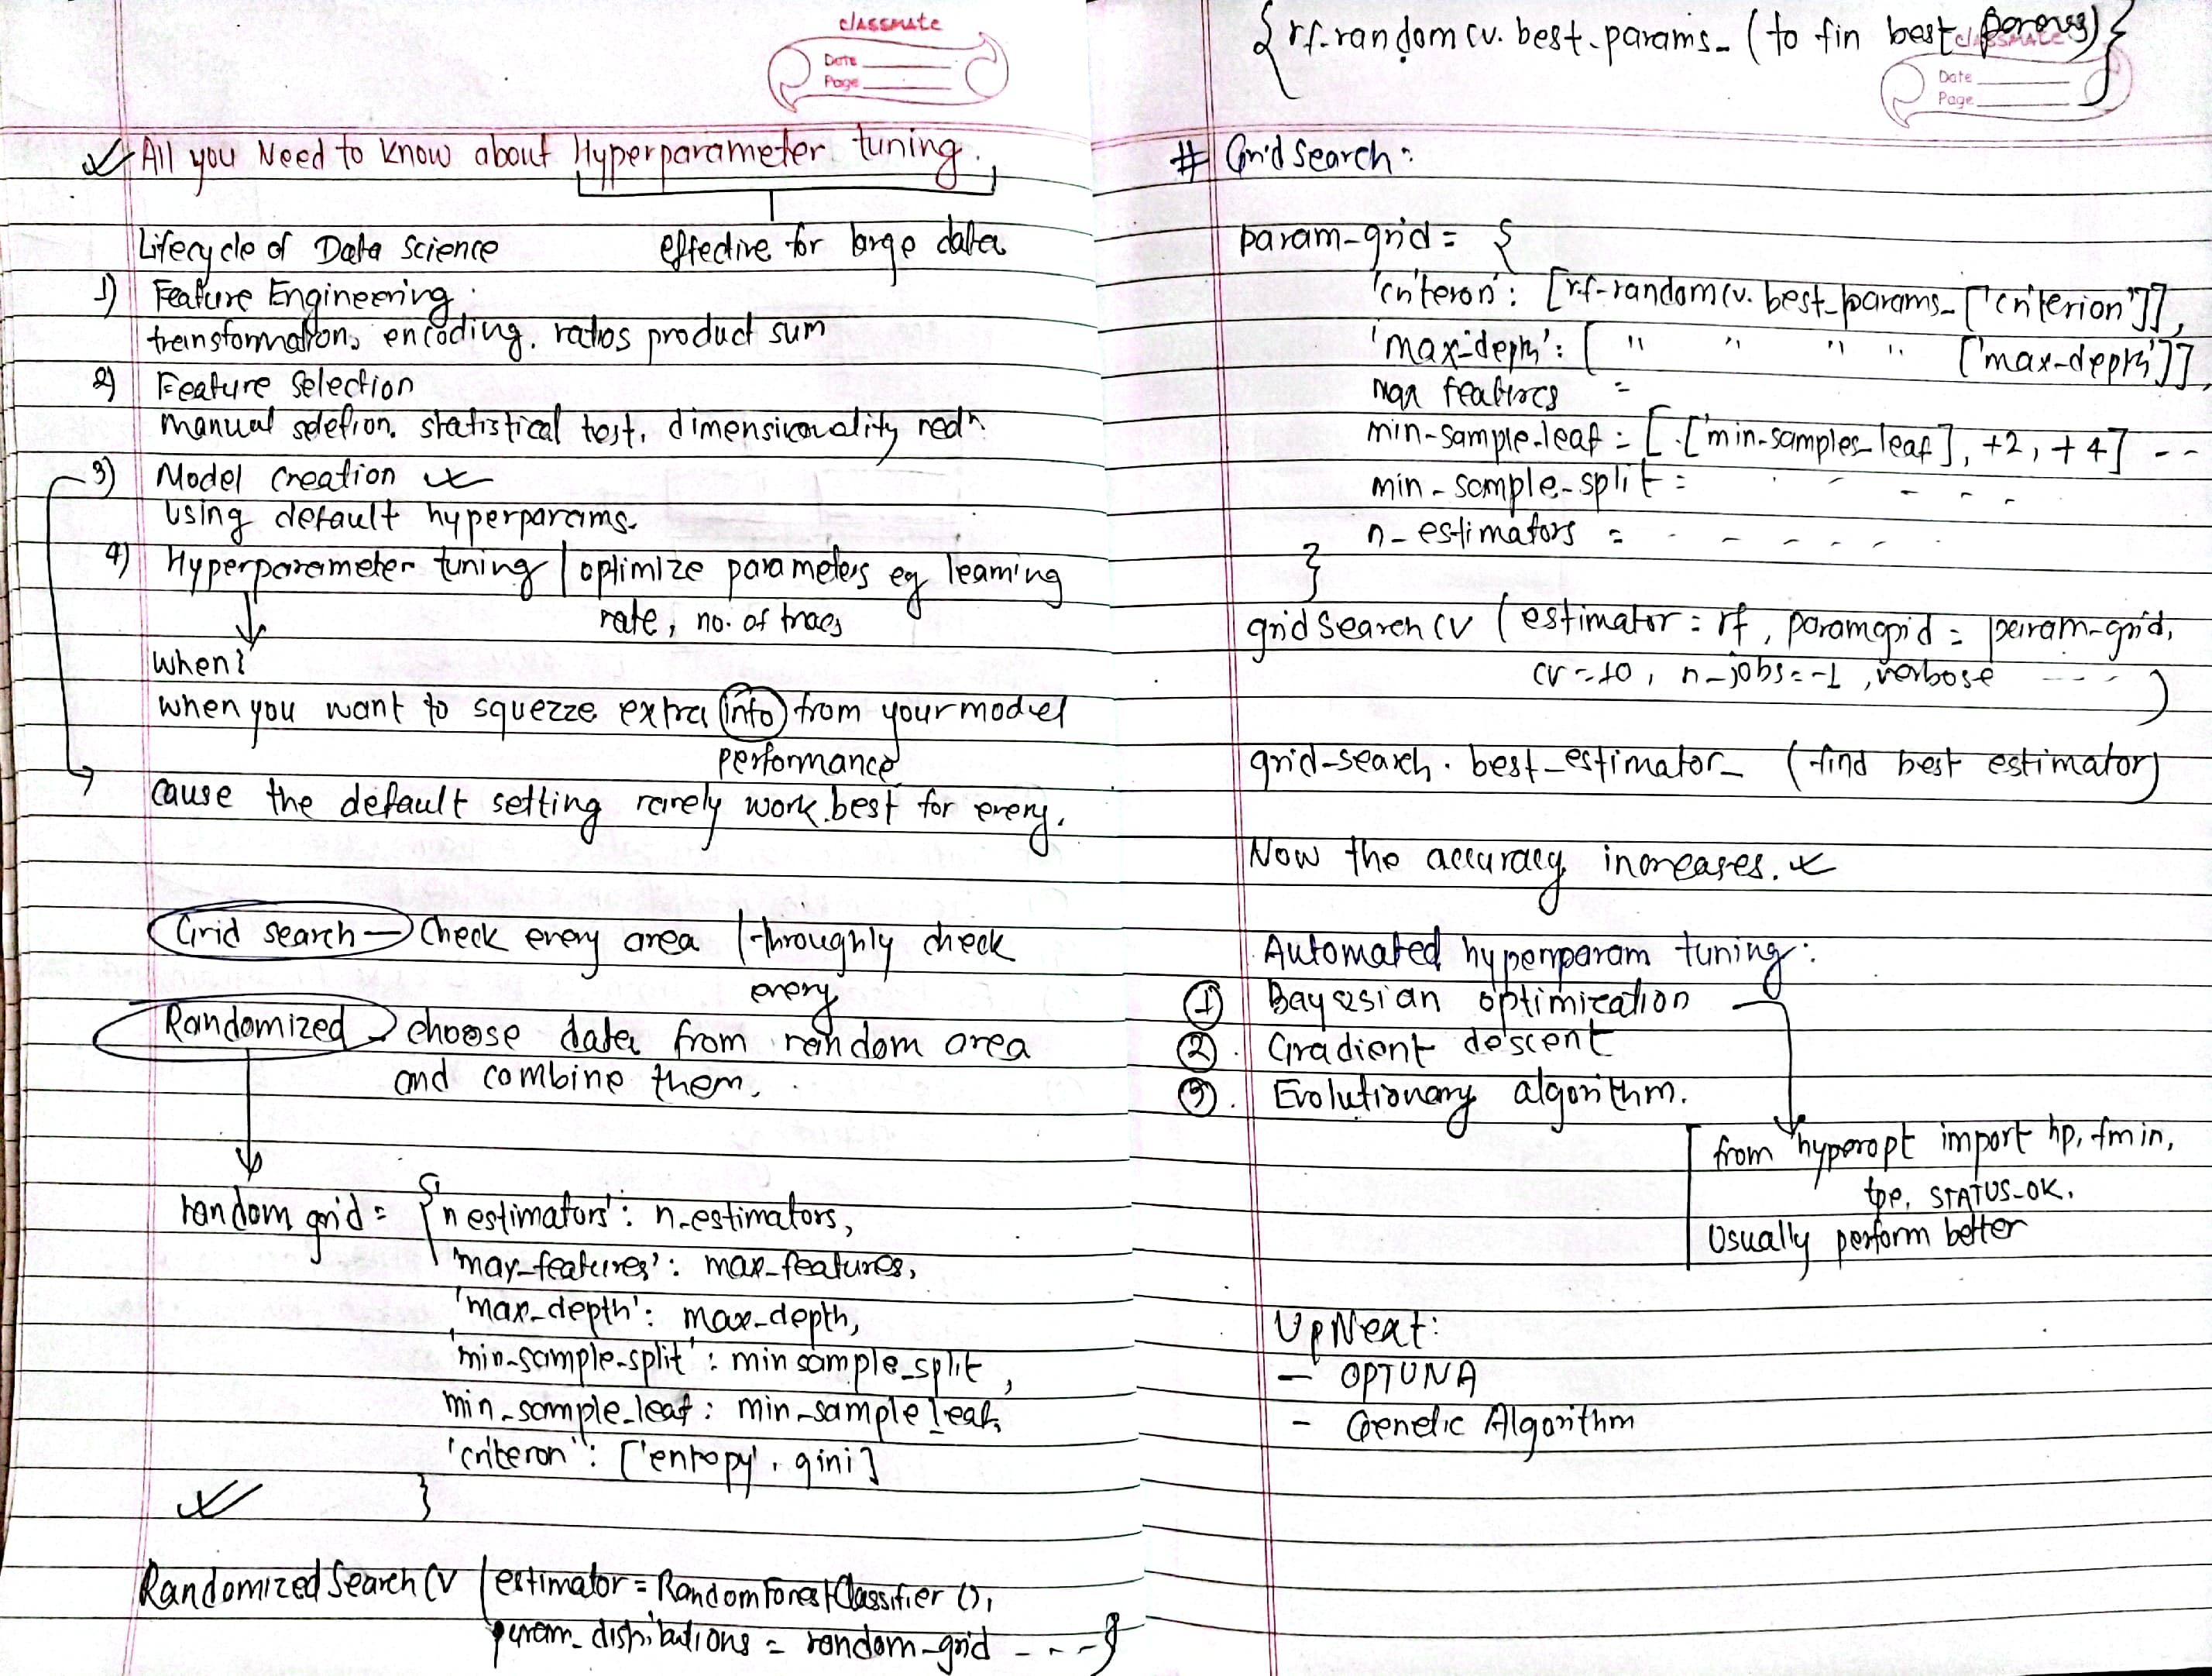 classmate
Date
Page
All you Need to know about Hyperparameter tuning.
Lifecycle of Data Science effective for large data
1) Feature Engineering:
transformation, encoding, ratios product sum
2) Feature Selection
manual seletion, statistical test, dimensionality redn.
3) Model Creation
Using default hyperparams.
4) Hyperparameter tuning | optimize parameters eg learning
rate, no. of trees
When?
When you want to squezze extra info from your model
performance
cause the default setting rarely work best for every.
Grid search - Check every area | throughly check
every
Randomized choose data from random area
and combine them.
random grid = { 'n estimators': n_estimators,
'max_features': max_features,
'max_depth': max_depth,
'min_sample_split': min sample_split,
min_sample_leaf: min_sample leaf,
'criteron': ['entropy', gini]
}
RandomizedSearchCV (estimator = RandomForestClassifier (),
param_distributions = random_grid - - - }
{ rf_randomcv.best_params_ (to fin best params) }
classmate
Date
Page
# Grid Search:
param_grid = {
'criteron': [rf_randomcv.best_params_['criterion']],
'max_depth': [ " " " " ['max_depth']],
max features =
min_sample_leaf = [ .['min_samples_leaf], +2, +4] - -
min_sample_split = - - - - -
n_estimators = - - - - - -
}
gridSearchCV (estimator = rf, paramgrid = param_grid,
cv = 10, n_jobs = -1, verbose - - - )
grid_search.best_estimator_ (find best estimator)
Now the accuracy increases.
Automated hyperparam tuning:
① Bayesian optimization
②. Gradient descent
③. Evolutionary algorithm.
from hyperopt import hp, fmin,
tpe, STATUS_OK.
Usually perform better
UpNext:
- OPTUNA
- Genetic Algorithm